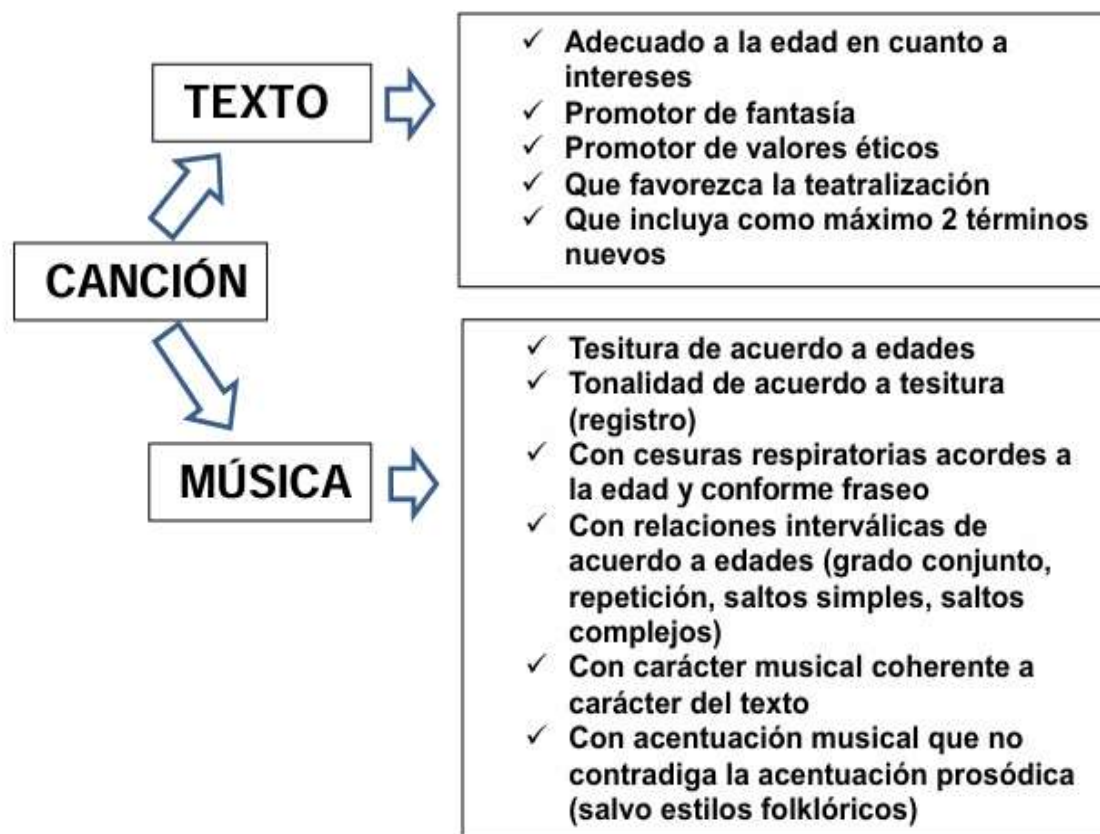 CANCIÓN
TEXTO
✓ Adecuado a la edad en cuanto a
intereses
✓ Promotor de fantasía
✓ Promotor de valores éticos
✓ Que favorezca la teatralización
✓ Que incluya como máximo 2 términos
nuevos
MÚSICA
✓ Tesitura de acuerdo a edades
✓ Tonalidad de acuerdo a tesitura
(registro)
✓ Con cesuras respiratorias acordes a
la edad y conforme fraseo
✓ Con relaciones interválicas de
acuerdo a edades (grado conjunto,
repetición, saltos simples, saltos
complejos)
✓ Con carácter musical coherente a
carácter del texto
✓ Con acentuación musical que no
contradiga la acentuación prosódica
(salvo estilos folklóricos)